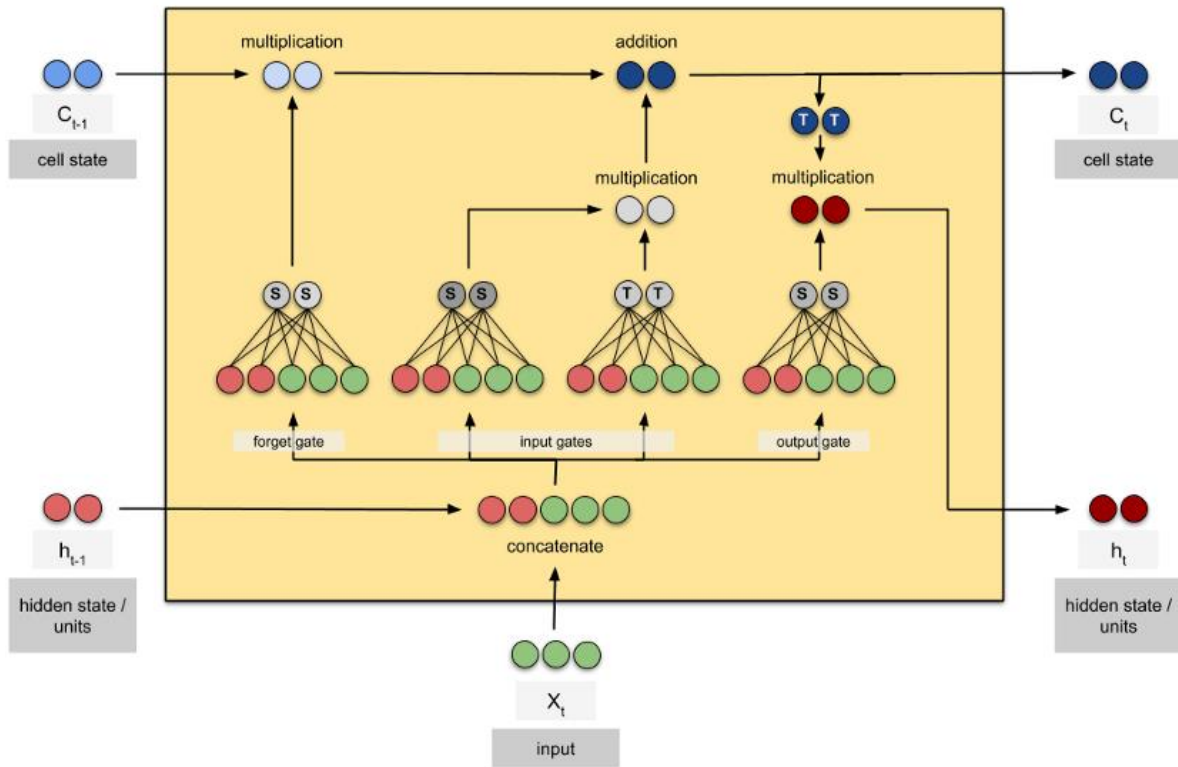 multiplication
addition
C t-1
cell state
T T
C t
cell state
multiplication
multiplication
S S
S S
T T
S S
forget gate
input gates
output gate
h t-1
hidden state /
units
concatenate
h t
hidden state /
units
X t
input